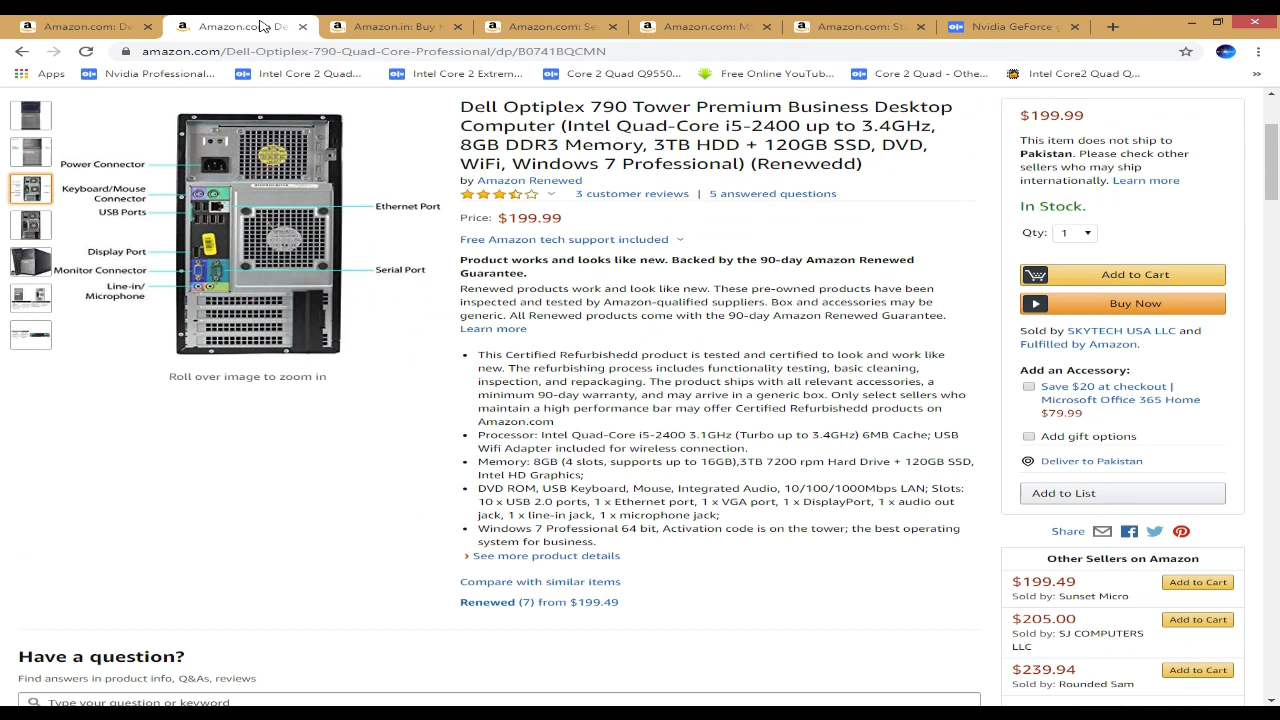 Amazon.com: De
Amazon.com: De
Amazon.in: Buy
Amazon.com: Se
Amazon.com: MS
Amazon.com: Sta
Nvidia GeForce g
amazon.com/Dell-Optiplex-790-Quad-Core-Professional/dp/B0741BQCMN
Apps
Nvidia Professional...
Intel Core 2 Quad...
Intel Core 2 Extrem...
Core 2 Quad Q9550...
Free Online YouTub...
Core 2 Quad - Othe...
Intel Core2 Quad Q...
Power Connector
Keyboard/Mouse
Connector
USB Ports
Display Port
Monitor Connector
Line-in/
Microphone
Ethernet Port
Serial Port
Roll over image to zoom in
Dell Optiplex 790 Tower Premium Business Desktop
Computer (Intel Quad-Core i5-2400 up to 3.4GHz,
8GB DDR3 Memory, 3TB HDD + 120GB SSD, DVD,
WiFi, Windows 7 Professional) (Renewedd)
by Amazon Renewed
3 customer reviews | 5 answered questions
Price: $199.99
Free Amazon tech support included
Product works and looks like new. Backed by the 90-day Amazon Renewed
Guarantee.
Renewed products work and look like new. These pre-owned products have been
inspected and tested by Amazon-qualified suppliers. Box and accessories may be
generic. All Renewed products come with the 90-day Amazon Renewed Guarantee.
Learn more
• This Certified Refurbishedd product is tested and certified to look and work like
new. The refurbishing process includes functionality testing, basic cleaning,
inspection, and repackaging. The product ships with all relevant accessories, a
minimum 90-day warranty, and may arrive in a generic box. Only select sellers who
maintain a high performance bar may offer Certified Refurbishedd products on
Amazon.com
• Processor: Intel Quad-Core i5-2400 3.1GHz (Turbo up to 3.4GHz) 6MB Cache; USB
Wifi Adapter included for wireless connection.
• Memory: 8GB (4 slots, supports up to 16GB),3TB 7200 rpm Hard Drive + 120GB SSD,
Intel HD Graphics;
• DVD ROM, USB Keyboard, Mouse, Integrated Audio, 10/100/1000Mbps LAN; Slots:
10 x USB 2.0 ports, 1 x Ethernet port, 1 x VGA port, 1 x DisplayPort, 1 x audio out
jack, 1 x line-in jack, 1 x microphone jack;
• Windows 7 Professional 64 bit, Activation code is on the tower; the best operating
system for business.
› See more product details
Compare with similar items
Renewed (7) from $199.49
Have a question?
Find answers in product info, Q&As, reviews
Type your question or keyword
$199.99
This item does not ship to
Pakistan. Please check other
sellers who may ship
internationally. Learn more
In Stock.
Qty: 1
Add to Cart
Buy Now
Sold by SKYTECH USA LLC and
Fulfilled by Amazon.
Add an Accessory:
Save $20 at checkout |
Microsoft Office 365 Home
$79.99
Add gift options
Deliver to Pakistan
Add to List
Share
Other Sellers on Amazon
$199.49
Add to Cart
Sold by: Sunset Micro
$205.00
Add to Cart
Sold by: SJ COMPUTERS
LLC
$239.94
Add to Cart
Sold by: Rounded Sam